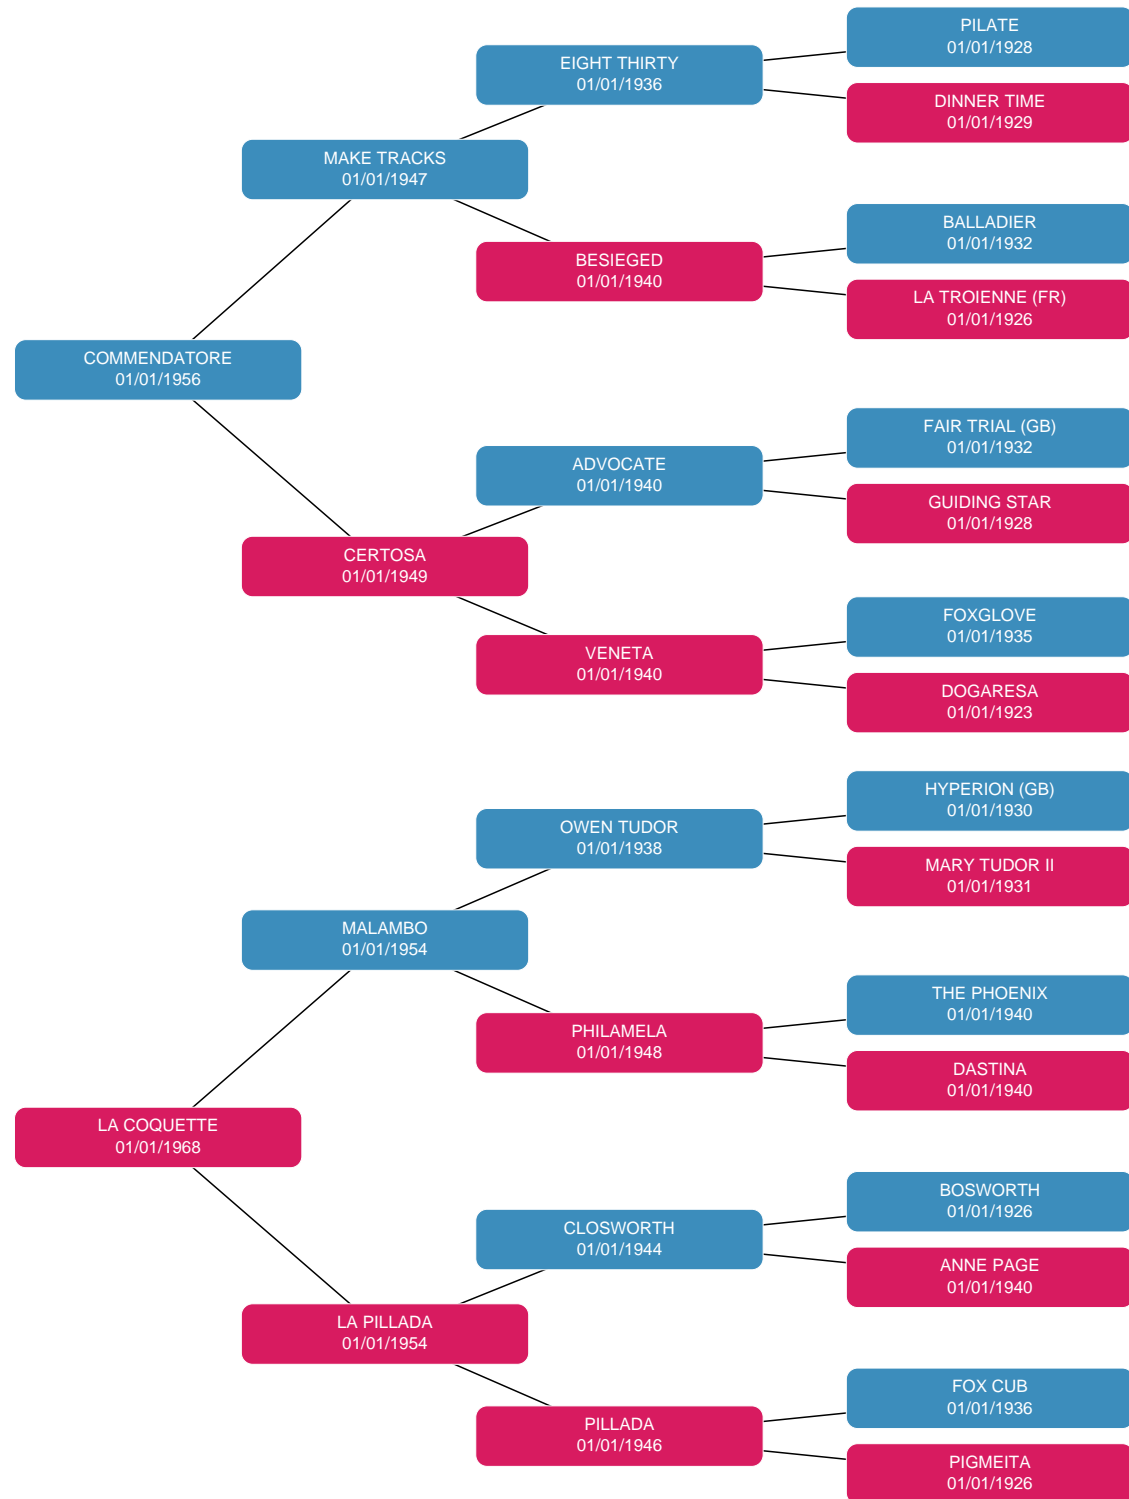 PILATE
01/01/1928
EIGHT THIRTY
01/01/1936
DINNER TIME
01/01/1929
MAKE TRACKS
01/01/1947
BALLADIER
01/01/1932
BESIEGED
01/01/1940
LA TROIENNE (FR)
01/01/1926
COMMENDATORE
01/01/1956
FAIR TRIAL (GB)
01/01/1932
ADVOCATE
01/01/1940
GUIDING STAR
01/01/1928
CERTOSA
01/01/1949
FOXGLOVE
01/01/1935
VENETA
01/01/1940
DOGARESA
01/01/1923
HYPERION (GB)
01/01/1930
OWEN TUDOR
01/01/1938
MARY TUDOR II
01/01/1931
MALAMBO
01/01/1954
THE PHOENIX
01/01/1940
PHILAMELA
01/01/1948
DASTINA
01/01/1940
LA COQUETTE
01/01/1968
BOSWORTH
01/01/1926
CLOSWORTH
01/01/1944
ANNE PAGE
01/01/1940
LA PILLADA
01/01/1954
FOX CUB
01/01/1936
PILLADA
01/01/1946
PIGMEITA
01/01/1926